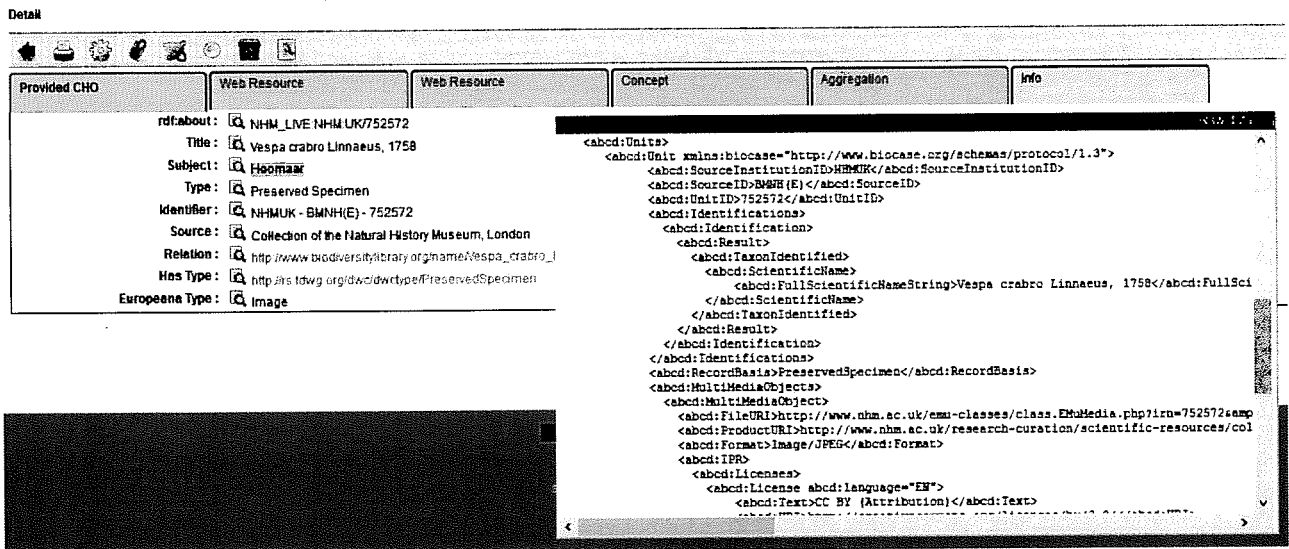 Detail
Provided CHO
Web Resource
Web Resource
Concept
Aggregation
Info
rdf:about : NHM_LIVE:NHM:UK/752572
Title : Vespa crabro Linnaeus, 1758
Subject :
Type : Preserved Specimen
Identifier : NHMUK - BMNH(E) - 752572
Source : Collection of the Natural History Museum, London
Relation : http://www.biodiversitylibrary.org/name/Vespa_crabro_
Has Type : http://rs.tdwg.org/dwc/dwctype/PreservedSpecimen
Europeana Type : Image
<abcd:Units>
<abcd:Unit xmlns:biocase="http://www.biocase.org/schemas/protocol/1.3">
<abcd:SourceInstitutionID>NHMUK</abcd:SourceInstitutionID>
<abcd:SourceID>BMNH(E)</abcd:SourceID>
<abcd:UnitID>752572</abcd:UnitID>
<abcd:Identifications>
<abcd:Identification>
<abcd:Result>
<abcd:TaxonIdentified>
<abcd:ScientificName>
<abcd:FullScientificNameString>Vespa crabro Linnaeus, 1758</abcd:FullSci
</abcd:ScientificName>
</abcd:TaxonIdentified>
</abcd:Result>
</abcd:Identification>
</abcd:Identifications>
<abcd:RecordBasis>PreservedSpecimen</abcd:RecordBasis>
<abcd:MultiMediaObjects>
<abcd:MultiMediaObject>
<abcd:FileURI>http://www.nhm.ac.uk/emu-classes/class.EMuMedia.php?irn=752572&amp
<abcd:ProductURI>http://www.nhm.ac.uk/research-curation/scientific-resources/col
<abcd:Format>Image/JPEG</abcd:Format>
<abcd:IPR>
<abcd:Licenses>
<abcd:License abcd:language="EN">
<abcd:Text>CC BY (Attribution)</abcd:Text>